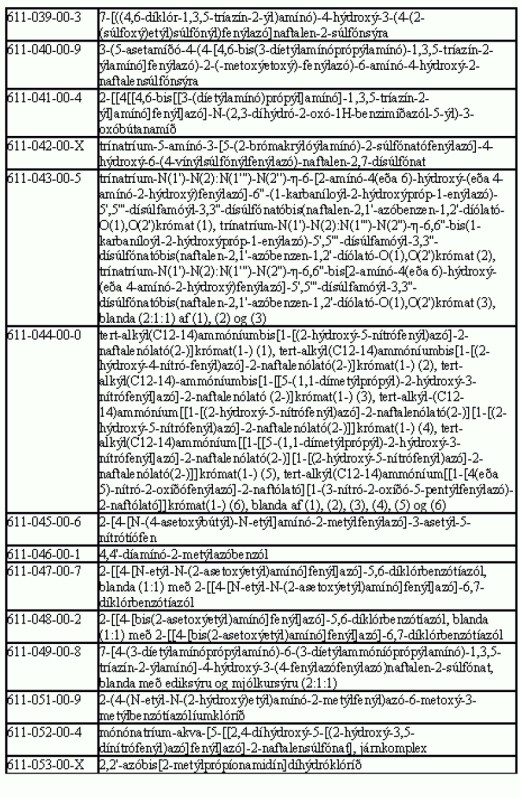 611-039-00-3 7-[((4,6-díklór-1,3,5-tríazín-2-ýl)amínó)-4-hýdroxý-3-(4-(2-
(súlfoxý)etýl)súlfónýl)fenýlazó]naftalen-2-súlfónsýra
611-040-00-9 3-(5-asetamíðó-4-(4-[4,6-bis(3-díetýlamínóprópýlamínó)-1,3,5-tríazín-2-
ýlamínó]fenýlazó)-2-(-metoxýetoxý)-fenýlazó)-6-amínó-4-hýdroxý-2-
naftalensúlfónsýra
611-041-00-4 2-[[4[[4,6-bis[[3-(díetýlamínó)própýl]amínó]-1,3,5-tríazín-2-
ýl]amínó]fenýl]azó]-N-(2,3-díhýdró-2-oxó-1H-benzimíðazól-5-ýl)-3-
oxóbútanamíð
611-042-00-X trínatríum-5-amínó-3-[5-(2-brómakrýlóýlamínó)-2-súlfónatófenýlazó]-4-
hýdroxý-6-(4-vínýlsúlfónýlfenýlazó)-naftalen-2,7-dísúlfónat
611-043-00-5 trínatríum-N(1')-N(2):N(1''')-N(2'')-η-6-[2-amínó-4(eða 6)-hýdroxý-(eða 4-
amínó-2-hýdroxý)fenýlazó]-6''-(1-karbaníloýl-2-hýdroxýpróp-1-enýlazó)-
5',5'''-dísúlfamóýl-3,3''-dísúlfónatóbis(naftalen-2,1'-azóbenzen-1,2'-díólató-
O(1),O(2')krómat (1), trínatríum-N(1')-N(2):N(1''')-N(2'')-η-6,6''-bis(1-
karbaníloýl-2-hýdroxýpróp-1-enýlazó)-5',5'''-dísúlfamóýl-3,3''-
dísúlfónatóbis(naftalen-2,1'-azóbenzen-1,2'-díólató-O(1),O(2')krómat (2),
trínatríum-N(1')-N(2):N(1''')-N(2'')-η-6,6''-bis[2-amínó-4(eða 6)-hýdroxý-
(eða 4-amínó-2-hýdroxý)fenýlazó]-5',5'''-dísúlfamóýl-3,3''-
dísúlfónatóbis(naftalen-2,1'-azóbenzen-1,2'-díólató-O(1),O(2')krómat (3),
blanda (2:1:1) af (1), (2) og (3)
611-044-00-0 tert-alkýl(C12-14)ammóníumbis[1-[(2-hýdroxý-5-nítrófenýl)azó]-2-
naftalenólató(2-)]krómat(1-) (1), tert-alkýl(C12-14)ammóníumbis[1-[(2-
hýdroxý-4-nítró-fenýl)azó]-2-naftalenólató(2-)]krómat(1-) (2), tert-
alkýl(C12-14)-ammoníumbis[1-[[5-(1,1-dímetýlprópýl)-2-hýdroxý-3-
nítrófenýl]azó]-2-naftalenólató (2-)]krómat(1-) (3), tert-alkýl-(C12-
14)ammóníum[[1-[(2-hýdroxý-5-nítrófenýl)azó]-2-naftalenólató(2-)][1-[(2-
hýdroxý-5-nítrófenýl)azó]-2-naftalenólató(2-)]]krómat(1-) (4), tert-
alkýl(C12-14)ammóníum[[1-[[5-(1,1-dímetýlprópýl)-2-hýdroxý-3-
nítrófenýl]azó]-2-naftalenólató(2-)][1-[(2-hýdroxý-5-nítrófenýl)azó]-2-
naftalenólató(2-)]]krómat(1-) (5), tert-alkýl(C12-14)ammóníum[[1-[4(eða
5)-nítró-2-oxíðófenýlazó]-2-naftólató][1-(3-nítró-2-oxíðó-5-pentýlfenýlazó)-
2-naftólató]]krómat(1-) (6), blanda af (1), (2), (3), (4), (5) og (6)
611-045-00-6 2-[4-[N-(4-asetoxýbútýl)-N-etýl]amínó-2-metýlfenýlazó]-3-asetýl-5-
nítrótíófen
611-046-00-1 4,4'-díamínó-2-metýlazóbenzól
611-047-00-7 2-[[4-[N-etýl-N-(2-asetoxýetýl)amínó]fenýl]azó]-5,6-díklórbenzótíazól,
blanda (1:1) með 2-[[4-[N-etýl-N-(2-asetoxýetýl)amínó]fenýl]azó]-6,7-
díklórbenzótíazól
611-048-00-2 2-[[4-[bis(2-asetoxýetýl)amínó]fenýl]azó]-5,6-díklórbenzótíazól, blanda
(1:1) með 2-[[4-[bis(2-asetoxýetýl)amínó]fenýl]azó]-6,7-díklórbenzótíazól
611-049-00-8 7-[4-(3-díetýlamínóprópýlamínó)-6-(3-díetýlammóníóprópýlamínó)-1,3,5-
tríazín-2-ýlamínó]-4-hýdroxý-3-(4-fenýlazófenýlazó)naftalen-2-súlfónat,
blanda með ediksýru og mjólkursýru (2:1:1)
611-051-00-9 2-(4-(N-etýl-N-(2-hýdroxý)etýl)amínó-2-metýlfenýl)azó-6-metoxý-3-
metýlbenzótíazólíumklóríð
611-052-00-4 mónónatríum-akva-[5-[[2,4-díhýdroxý-5-[(2-hýdroxý-3,5-
dínítrófenýl)azó]fenýl]azó]-2-naftalensúlfónat], járnkomplex
611-053-00-X 2,2'-azóbis[2-metýlprópíonamidín]díhýdróklóríð